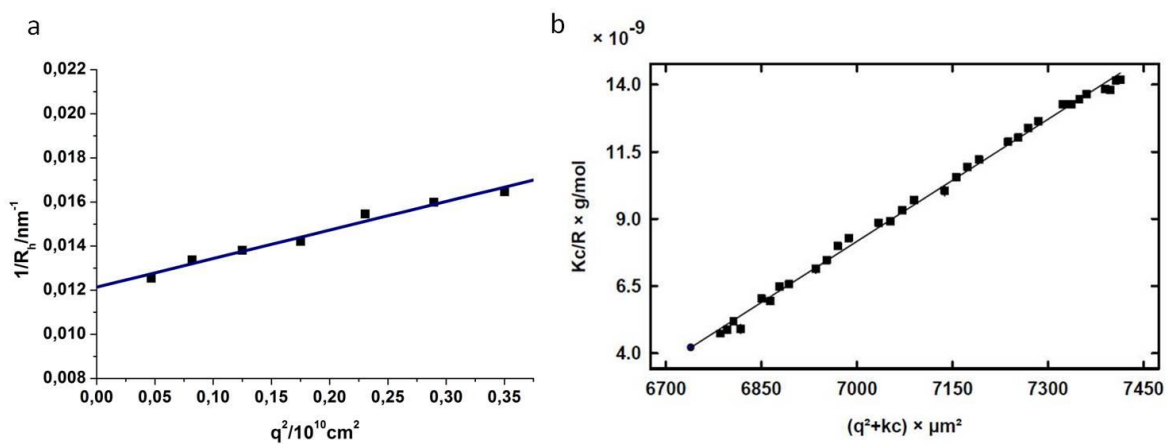 a
0,022
0,020
0,018
0,016
0,014
0,012
0,010
0,008
1/Rₕ/nm⁻¹
0,00 0,05 0,10 0,15 0,20 0,25 0,30 0,35
q²/10¹⁰cm²
b
× 10⁻⁹
14.0
11.5
9.0
6.5
4.0
Kc/R × g/mol
6700 6850 7000 7150 7300 7450
(q²+kc) × µm²